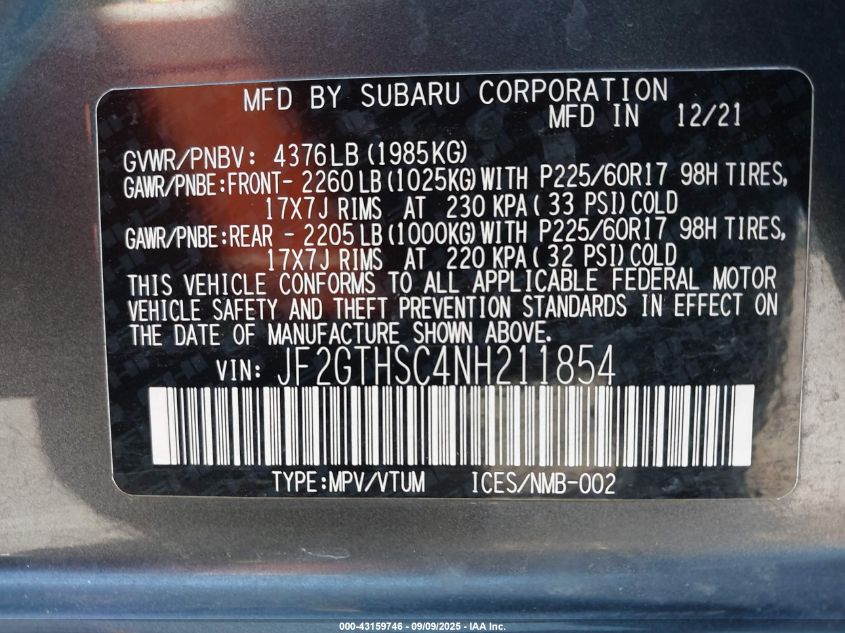 MFD BY SUBARU CORPORATION
MFD IN 12/21
GVWR/PNBV: 4376LB(1985KG)
GAWR/PNBE:FRONT- 2260LB(1025KG)WITH P225/60R17 98H TIRES,
17X7J RIMS AT 230 KPA( 33 PSI)COLD
GAWR/PNBE:REAR - 2205LB(1000KG)WITH P225/60R17 98H TIRES,
17X7J RIMS AT 220 KPA( 32 PSI)COLD
THIS VEHICLE CONFORMS TO ALL APPLICABLE FEDERAL MOTOR
VEHICLE SAFETY AND THEFT PREVENTION STANDARDS IN EFFECT ON
THE DATE OF MANUFACTURE SHOWN ABOVE.
VIN: JF2GTHSC4NH211854
TYPE:MPV/VTUM ICES/NMB-002
000-43159746 - 09/09/2025 - IAA Inc.